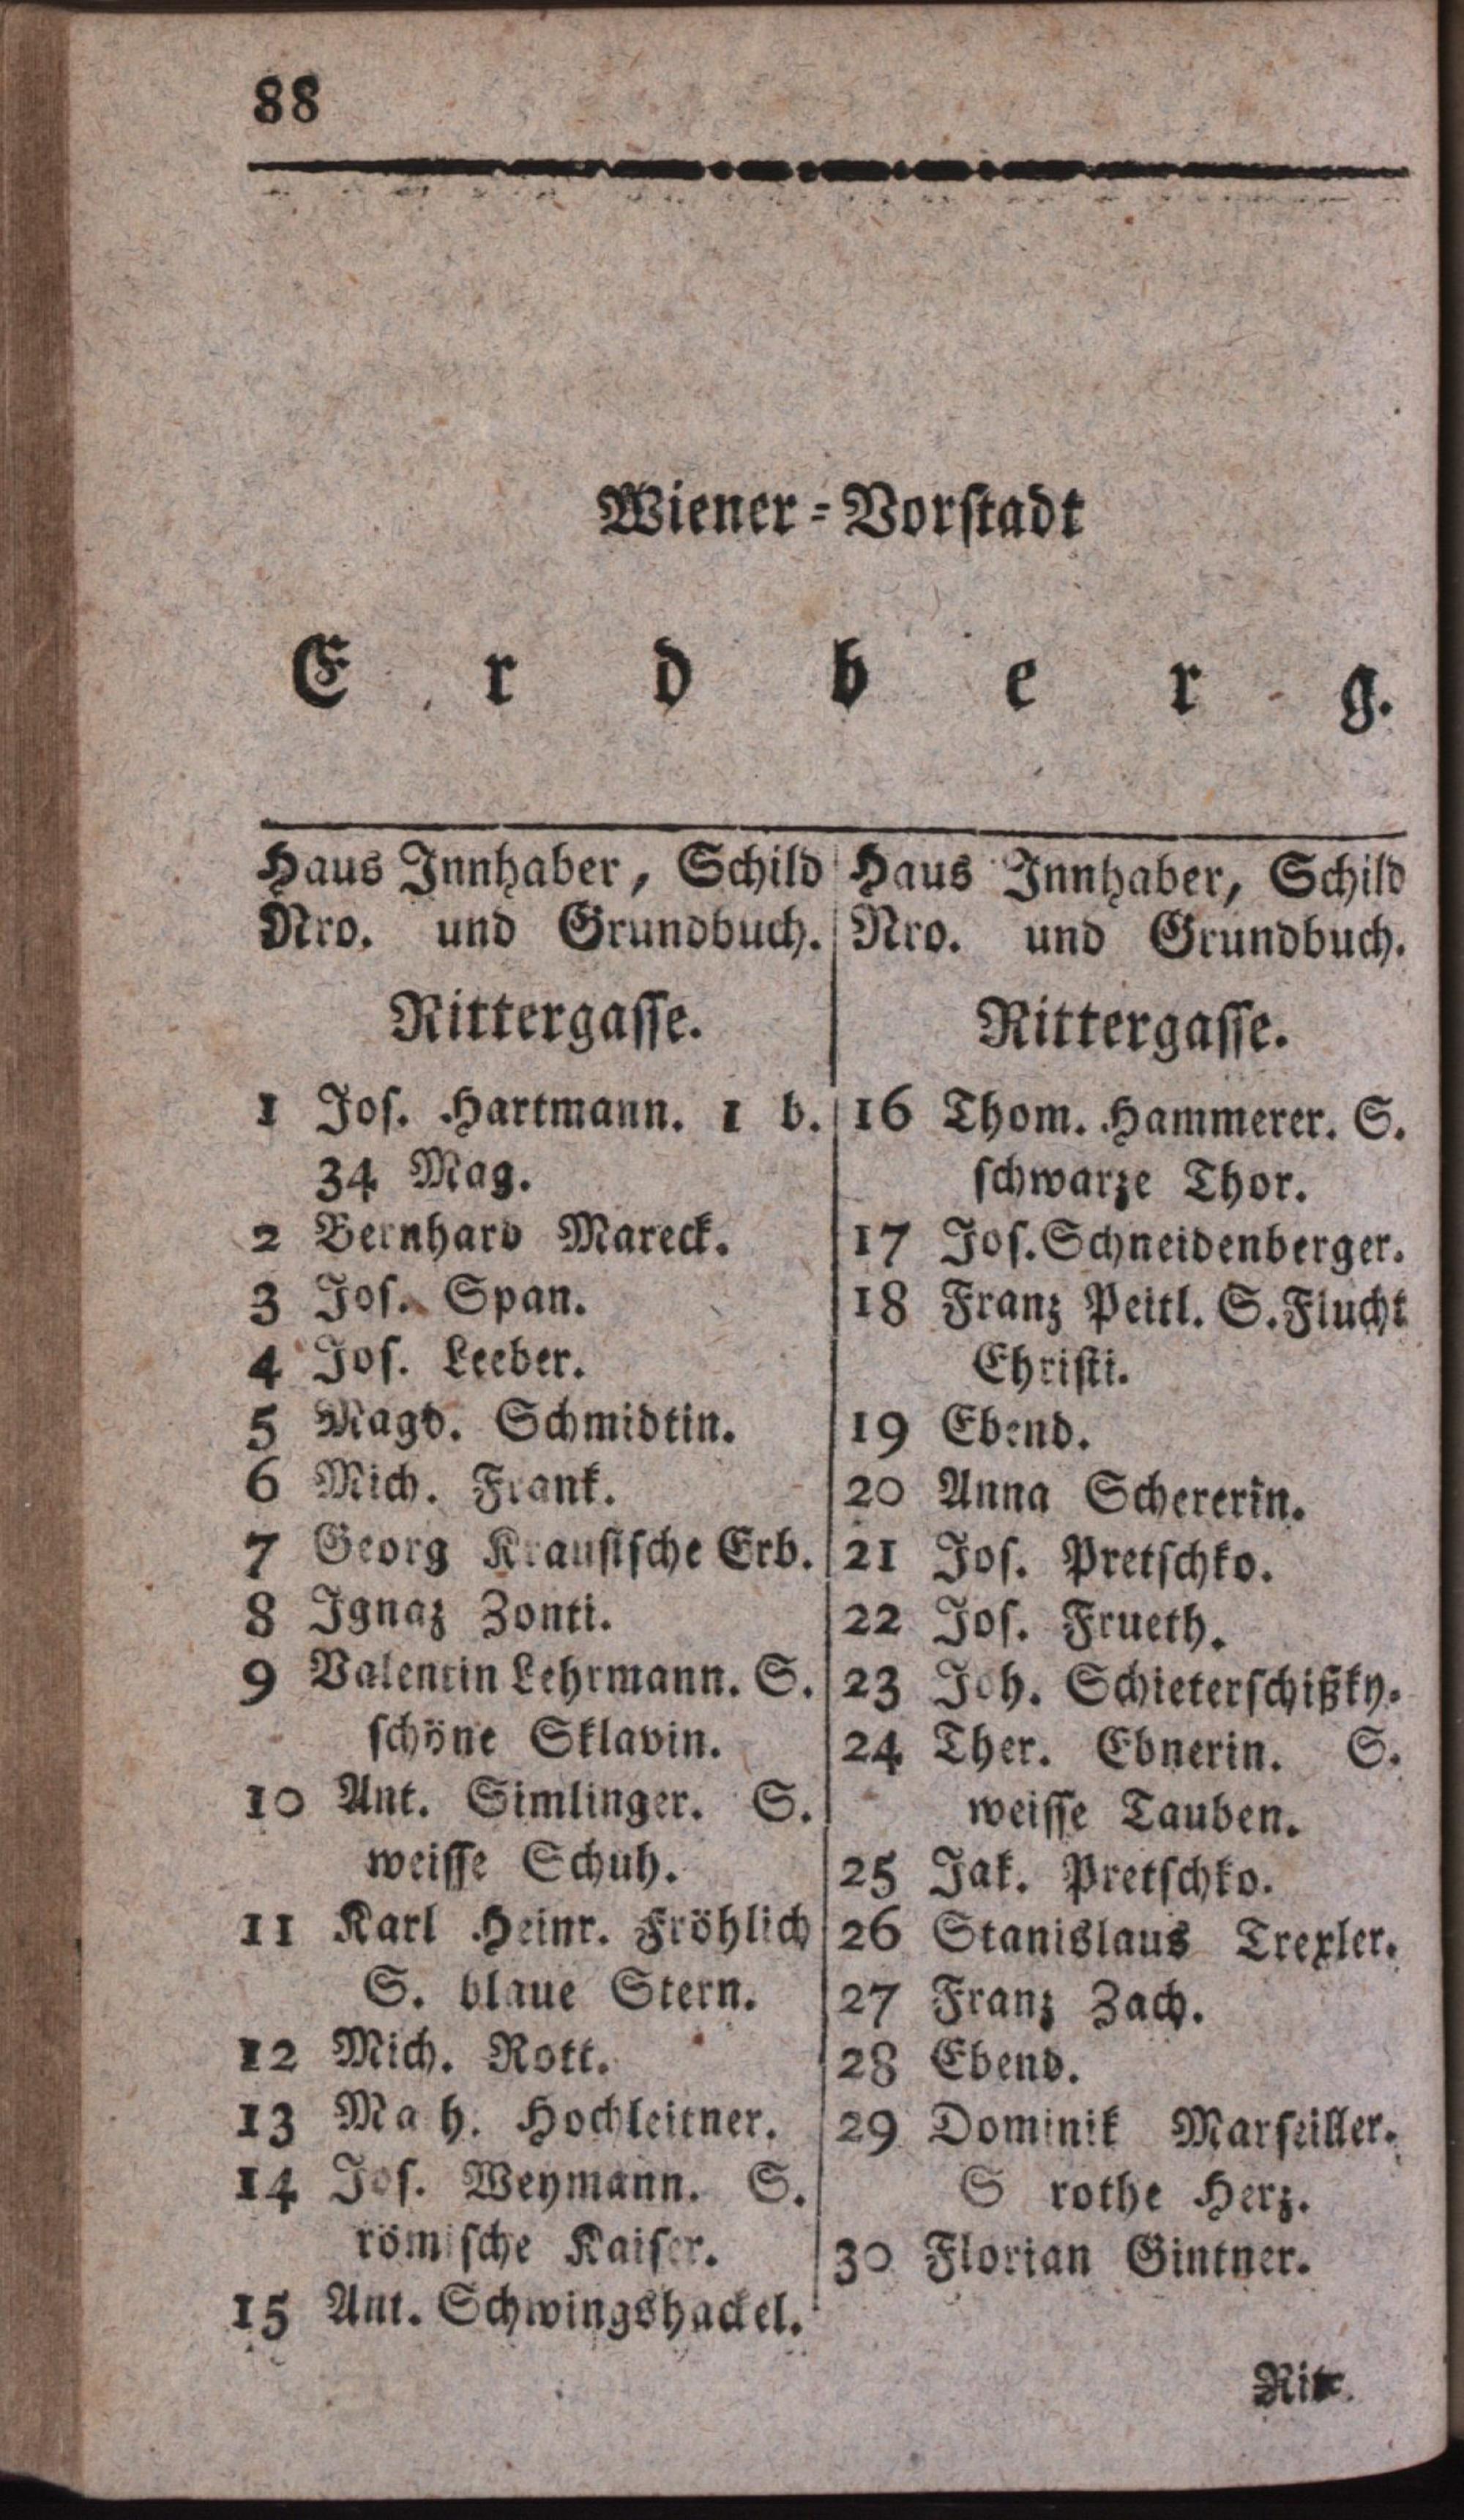 88
Wiener-Vorstadt
Erdberg.
Haus Innhaber, Schild
Nro. und Grundbuch.
Rittergasse.
1 Jos. Hartmann. 1 b.
34 Mag.
2 Bernhard Mareck.
3 Jos. Span.
4 Jos. Leeber.
5 Magd. Schmidtin.
6 Mich. Frank.
7 Georg Krausische Erb.
8 Ignaz Zonti.
9 Valentin Lehrmann. S.
schöne Sklavin.
10 Ant. Simlinger. S.
weisse Schuh.
11 Karl Heinr. Fröhlich
S. blaue Stern.
12 Mich. Rott.
13 Ma h. Hochleitner.
14 Jos. Weymann. S.
römische Kaiser.
15 Ant. Schwingshackel.
Haus Innhaber, Schild
Nro. und Grundbuch.
Rittergasse.
16 Thom. Hammerer. S.
schwarze Thor.
17 Jos. Schneidenberger.
18 Franz Peitl. S. Flucht
Christi.
19 Ebend.
20 Anna Schererin.
21 Jos. Pretschko.
22 Jos. Frueth.
23 Joh. Schieterschißky.
24 Ther. Ebnerin. S.
weisse Tauben.
25 Jak. Pretschko.
26 Stanislaus Trexler.
27 Franz Zach.
28 Ebend.
29 Dominik Marseiller.
S rothe Herz.
30 Florian Gintner.